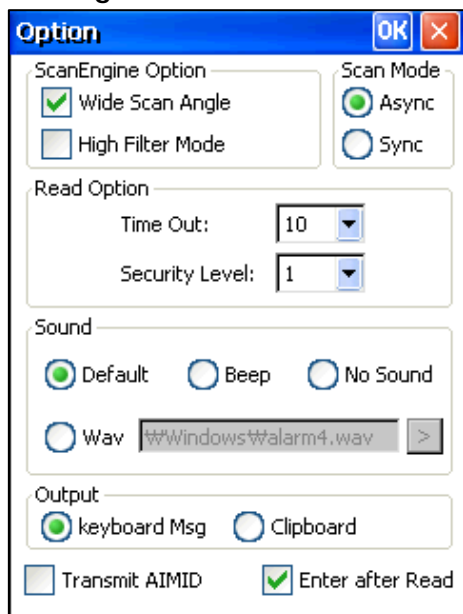 Option OK
ScanEngine Option
Wide Scan Angle
High Filter Mode
Scan Mode
Async
Sync
Read Option
Time Out: 10
Security Level: 1
Sound
Default Beep No Sound
Wav ₩Windows₩alarm4.wav >
Output
keyboard Msg Clipboard
Transmit AIMID Enter after Read